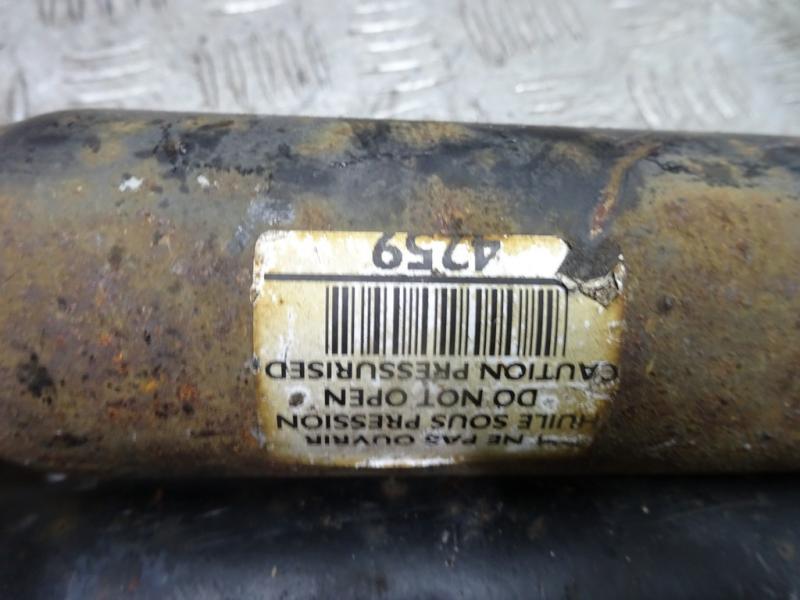 NE PAS OUVRIR
HUILE SOUS PRESSION
DO NOT OPEN
CAUTION PRESSURISED
4259